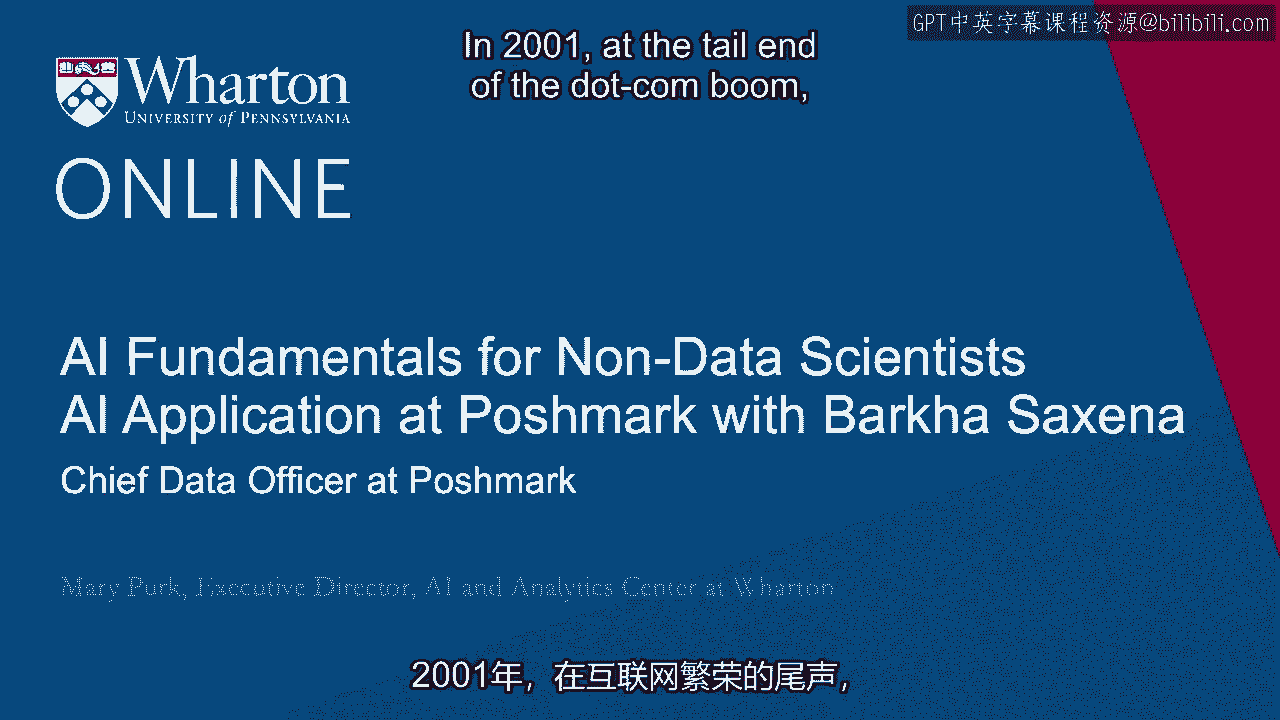 GPT中英字幕课程资源@bilibili.com
In 2001, at the tail end
of the dot-com boom,
Wharton
UNIVERSITY of PENNSYLVANIA
ONLINE
AI Fundamentals for Non-Data Scientists
AI Application at Poshmark with Barkha Saxena
Chief Data Officer at Poshmark
Mary Purk, Executive Director, AI and Analytics Center at Wharton
2001年，在互联网繁荣的尾声，